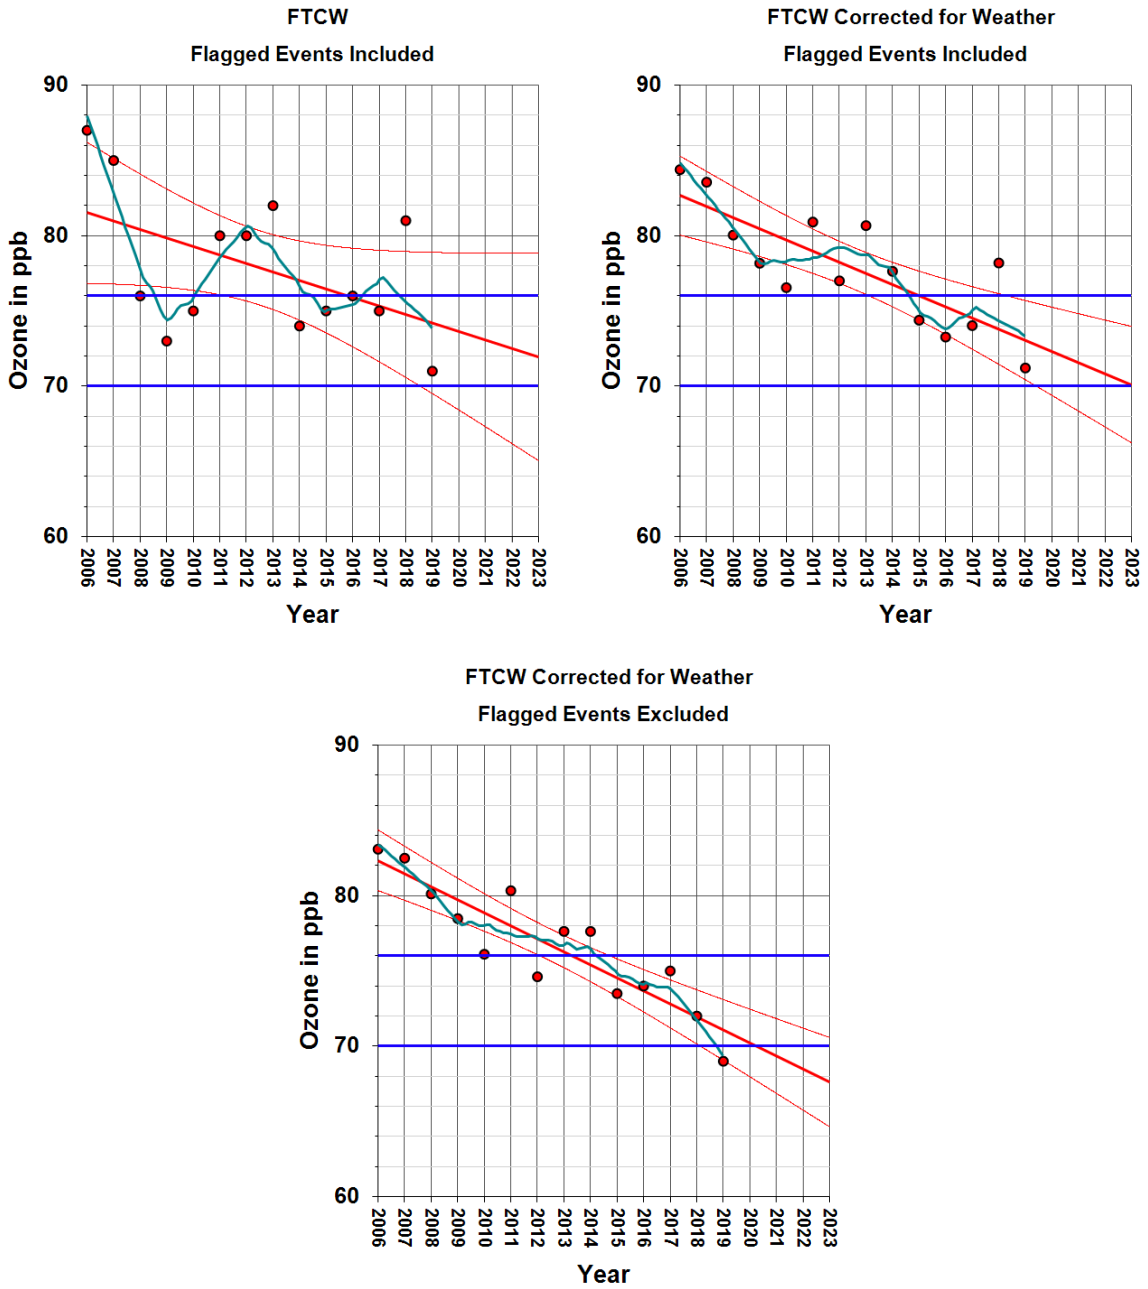 FTCW
Flagged Events Included
90
80
70
60
Ozone in ppb
2006 2007 2008 2009 2010 2011 2012 2013 2014 2015 2016 2017 2018 2019 2020 2021 2022 2023
Year
FTCW Corrected for Weather
Flagged Events Included
90
80
70
60
Ozone in ppb
2006 2007 2008 2009 2010 2011 2012 2013 2014 2015 2016 2017 2018 2019 2020 2021 2022 2023
Year
FTCW Corrected for Weather
Flagged Events Excluded
90
80
70
60
Ozone in ppb
2006 2007 2008 2009 2010 2011 2012 2013 2014 2015 2016 2017 2018 2019 2020 2021 2022 2023
Year